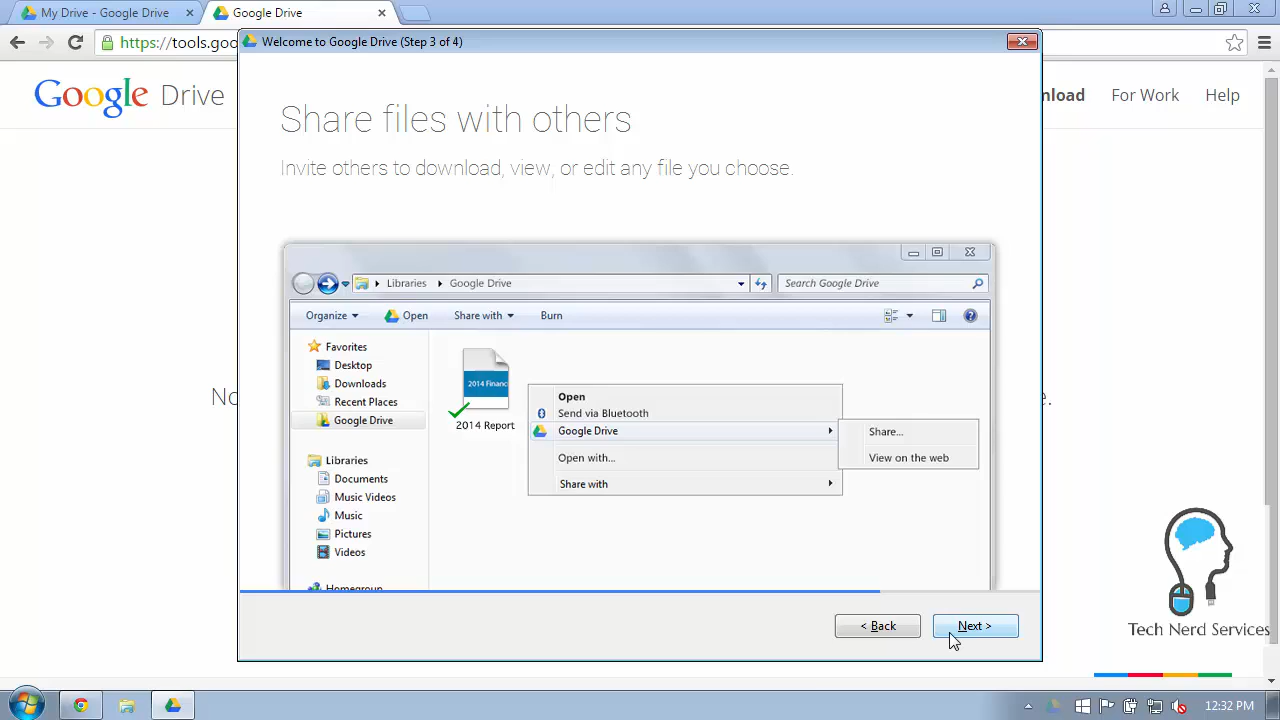 My Drive - Google Drive
Google Drive
https://tools.goo
Welcome to Google Drive (Step 3 of 4)
Google Drive
nload
For Work
Help
Share files with others
Invite others to download, view, or edit any file you choose.
Libraries
Google Drive
Search Google Drive
Organize
Open
Share with
Burn
Favorites
Desktop
Downloads
Recent Places
Google Drive
Libraries
Documents
Music Videos
Music
Pictures
Videos
Homegroup
2014 Financ
2014 Report
Open
Send via Bluetooth
Google Drive
Open with...
Share with
Share...
View on the web
No
e.
< Back
Next >
Tech Nerd Services
12:32 PM